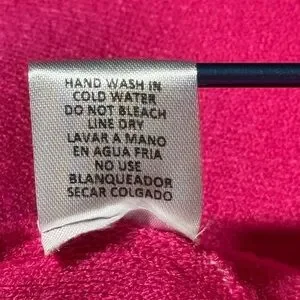 HAND WASH IN
COLD WATER
DO NOT BLEACH
LINE DRY
LAVAR A MANO
EN AGUA FRIA
NO USE
BLANQUEADOR
SECAR COLGADO